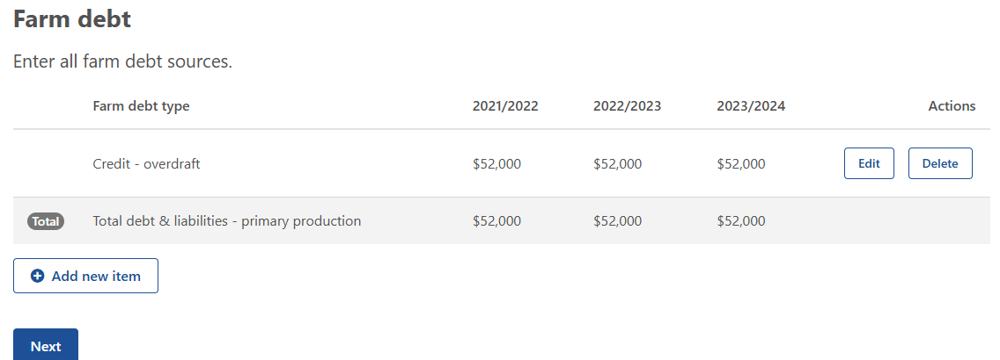 Farm debt
Enter all farm debt sources.
Farm debt type 2021/2022 2022/2023 2023/2024 Actions
Credit - overdraft $52,000 $52,000 $52,000 Edit Delete
Total Total debt & liabilities - primary production $52,000 $52,000 $52,000
Add new item
Next